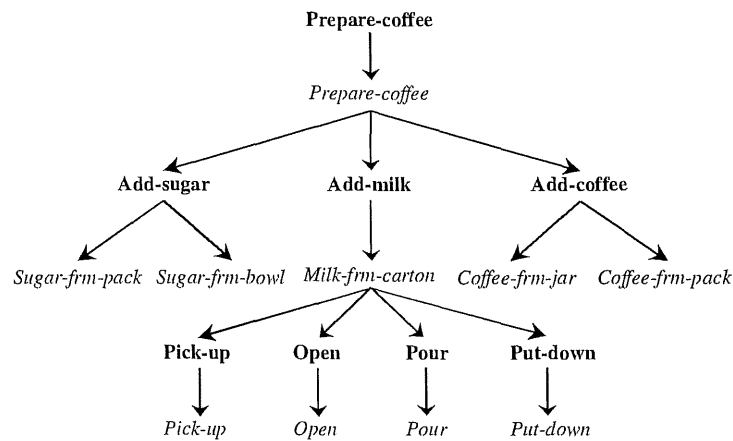 Prepare-coffee
Prepare-coffee
Add-sugar Add-milk Add-coffee
Sugar-frm-pack Sugar-frm-bowl Milk-frm-carton Coffee-frm-jar Coffee-frm-pack
Pick-up Open Pour Put-down
Pick-up Open Pour Put-down